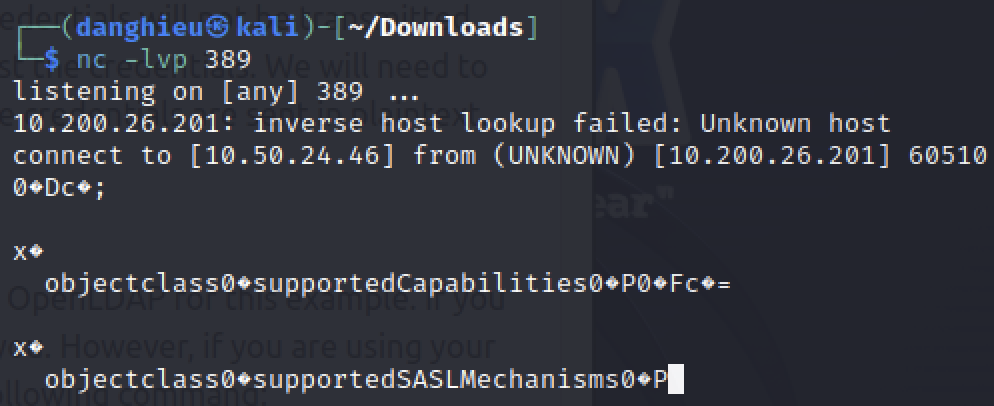 ┌──(danghieu㉿kali)-[~/Downloads]
└─$ nc -lvp 389
listening on [any] 389 ...
10.200.26.201: inverse host lookup failed: Unknown host
connect to [10.50.24.46] from (UNKNOWN) [10.200.26.201] 60510
0�Dc�;
x�
objectclass0�supportedCapabilities0�P0�Fc�=
x�
objectclass0�supportedSASLMechanisms0�P